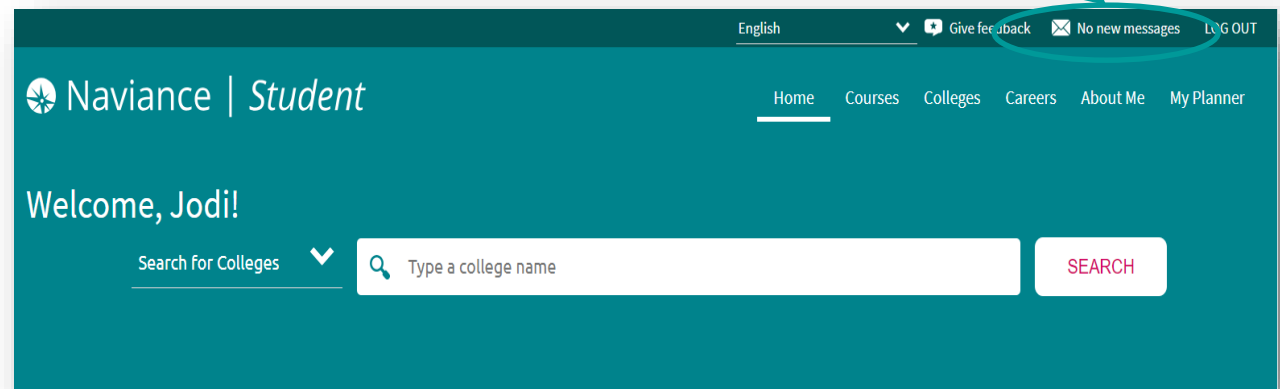 English Give feedback No new messages LOG OUT
Naviance | Student
Home Courses Colleges Careers About Me My Planner
Welcome, Jodi!
Search for Colleges Type a college name SEARCH